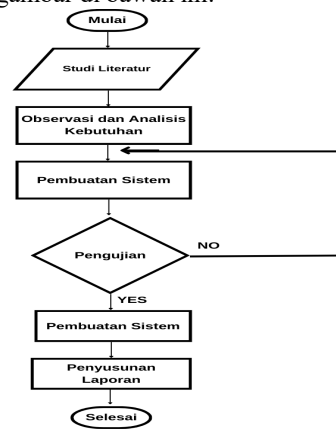 gambar di bawah ini.
Mulai
Studi Literatur
Observasi dan Analisis
Kebutuhan
Pembuatan Sistem
Pengujian
NO
YES
Pembuatan Sistem
Penyusunan
Laporan
Selesai